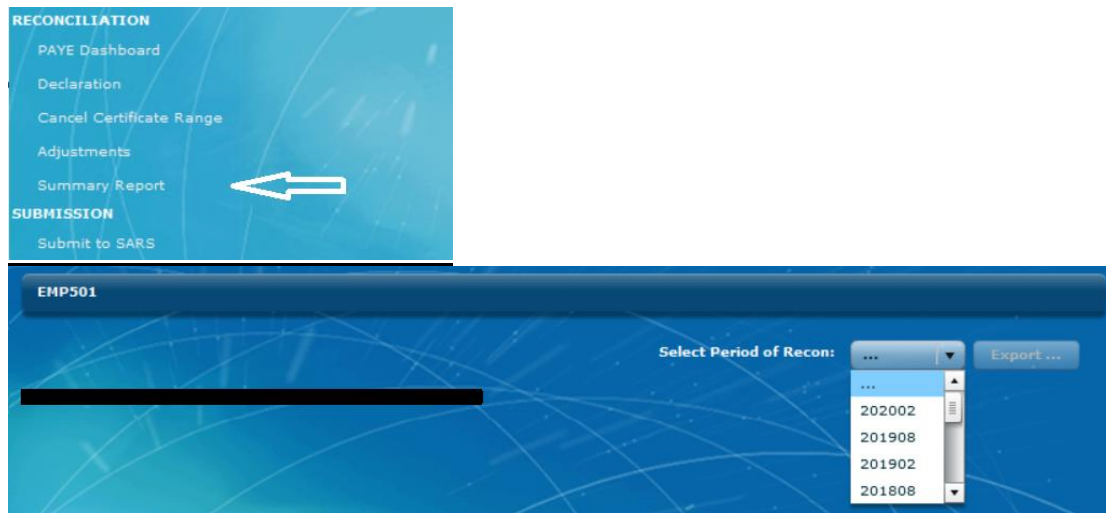 RECONCILIATION
PAYE Dashboard
Declaration
Cancel Certificate Range
Adjustments
Summary Report
SUBMISSION
Submit to SARS
EMP501
Select Period of Recon: ... Export ...
...
202002
201908
201902
201808